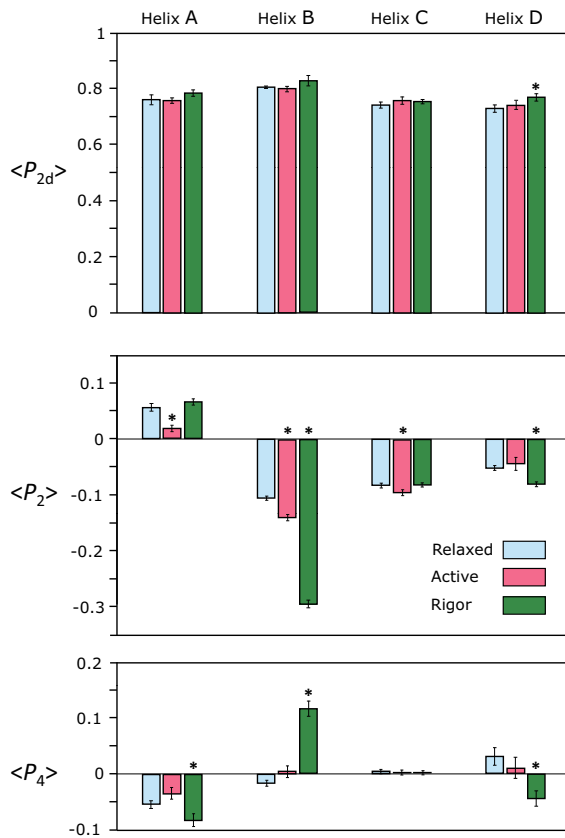 Helix A Helix B Helix C Helix D
1
0.8
0.6
0.4
0.2
0
<P2d>
* 
0.1
0
-0.1
-0.2
-0.3
<P2>
* * * * *
Relaxed
Active
Rigor
0.2
0.1
0
-0.1
<P4>
* * *